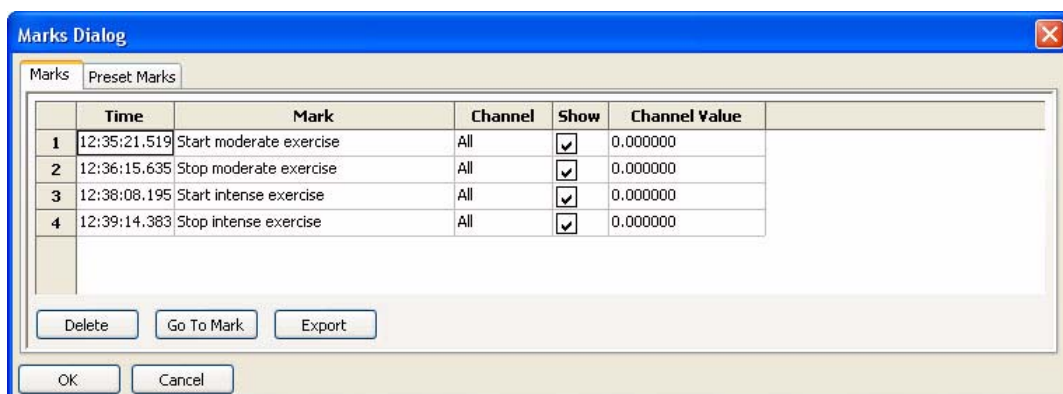 Marks Dialog
Marks Preset Marks
Time Mark Channel Show Channel Value
1 12:35:21.519 Start moderate exercise All 0.000000
2 12:36:15.635 Stop moderate exercise All 0.000000
3 12:38:08.195 Start intense exercise All 0.000000
4 12:39:14.383 Stop intense exercise All 0.000000
Delete Go To Mark Export
OK Cancel